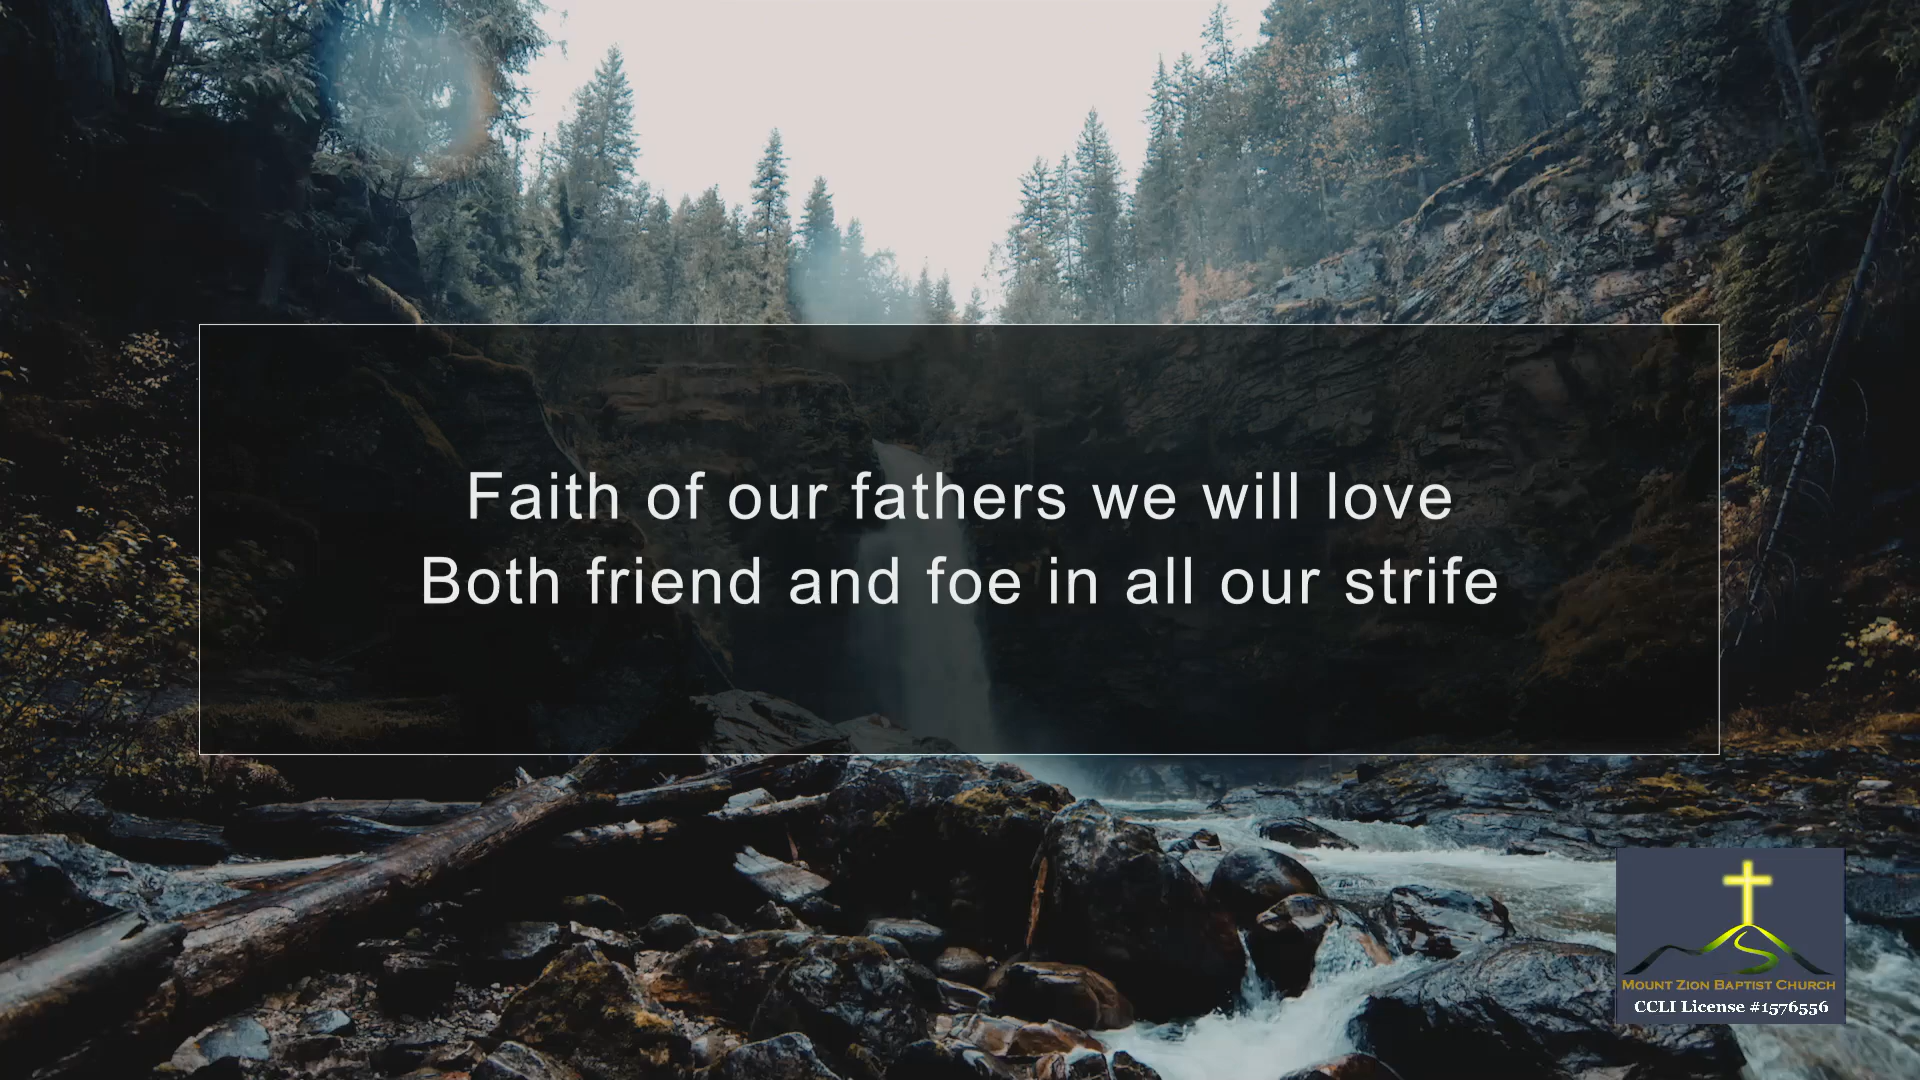 Faith of our fathers we will love
Both friend and foe in all our strife
Mount Zion Baptist Church
CCLI License #1576556